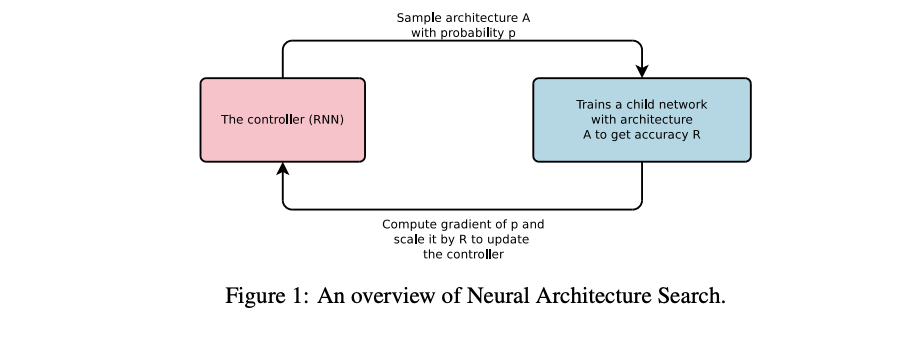 Sample architecture A
with probability p
The controller (RNN)
Trains a child network
with architecture
A to get accuracy R
Compute gradient of p and
scale it by R to update
the controller
Figure 1: An overview of Neural Architecture Search.